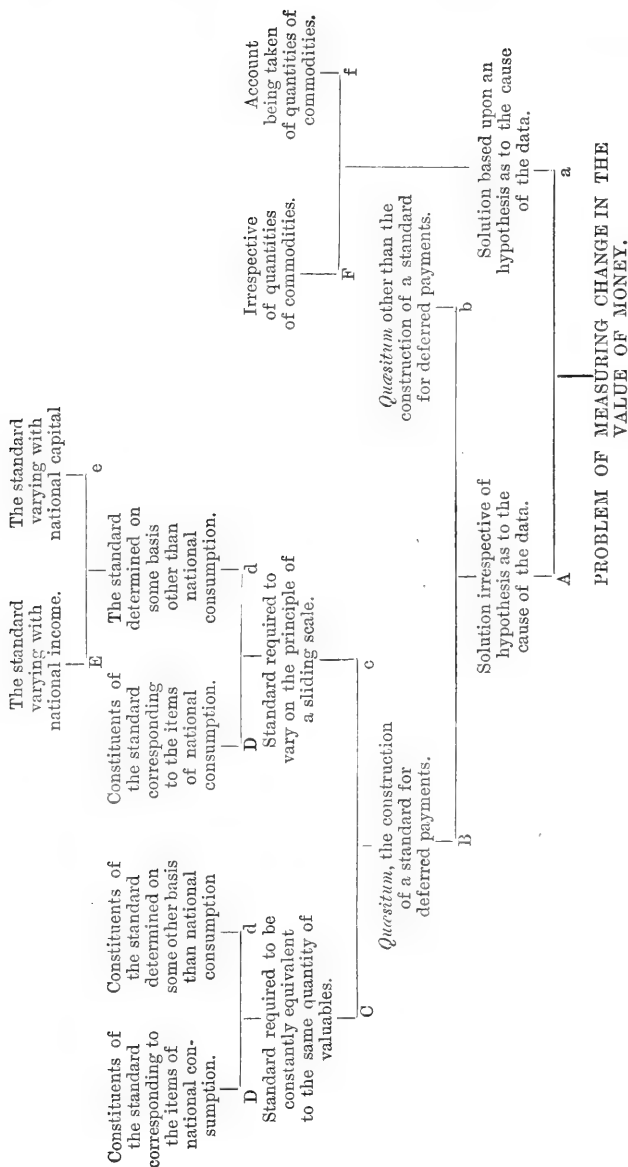 The standard
varying with
national income.
E
The standard
varying with
national capital
e
Constituents of
the standard
corresponding to
the items of
national con-
sumption.
D
Constituents of
the standard
determined on
some other basis
than national
consumption
d
Constituents of
the standard
corresponding
to the items
of national
consumption.
D
The standard
determined on
some basis
other than
national
consumption.
d
Standard required to be
constantly equivalent
to the same quantity of
valuables.
C
Standard required to
vary on the principle of
a sliding scale.
c
Irrespective
of quantities
of commodities.
F
Account
being taken
of quantities of
commodities.
f
Quæsitum, the construction
of a standard for
deferred payments.
B
Quæsitum other than the
construction of a standard
for deferred payments.
b
Solution irrespective of
hypothesis as to the
cause of the data.
A
Solution based upon an
hypothesis as to the cause
of the data.
a
PROBLEM OF MEASURING CHANGE IN THE
VALUE OF MONEY.